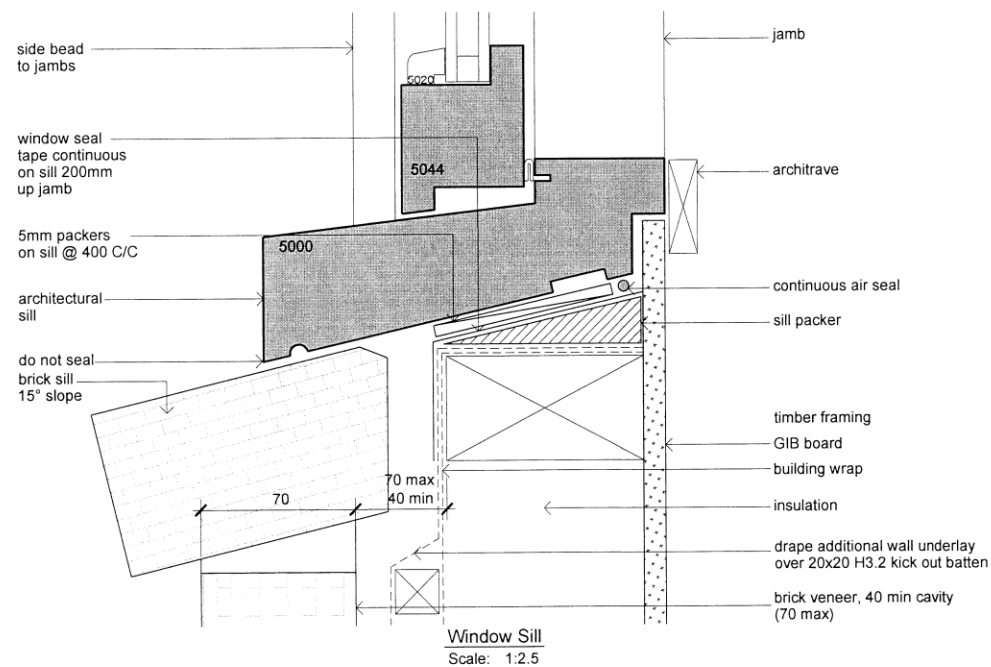 side bead
to jambs
window seal
tape continuous
on sill 200mm
up jamb
5mm packers
on sill @ 400 C/C
architectural
sill
do not seal
brick sill
15° slope
5020
5044
5000
70
70 max
40 min
jamb
architrave
continuous air seal
sill packer
timber framing
GIB board
building wrap
insulation
drape additional wall underlay
over 20x20 H3.2 kick out batten
brick veneer, 40 min cavity
(70 max)
Window Sill
Scale: 1:2.5